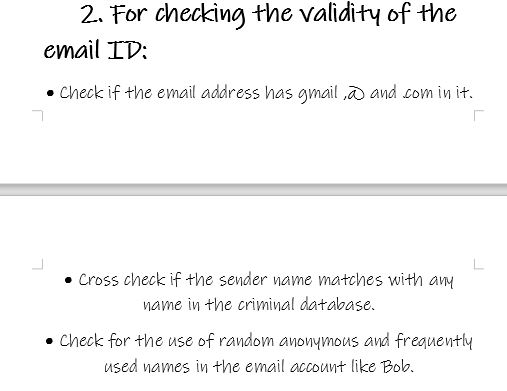 2. For checking the validity of the
email ID:
• Check if the email address has gmail ,@ and .com in it.
• Cross check if the sender name matches with any
name in the criminal database.
• Check for the use of random anonymous and frequently
used names in the email account like Bob.